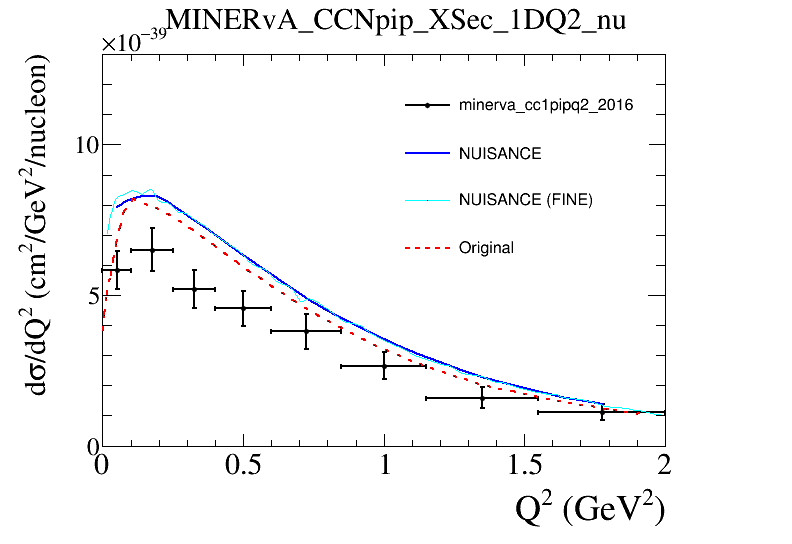 MINERvA_CCNpip_XSec_1DQ2_nu
×10⁻³⁹
dσ/dQ² (cm²/GeV²/nucleon)
10
5
0
minerva_cc1pipq2_2016
NUISANCE
NUISANCE (FINE)
Original
0 0.5 1 1.5 2
Q² (GeV²)